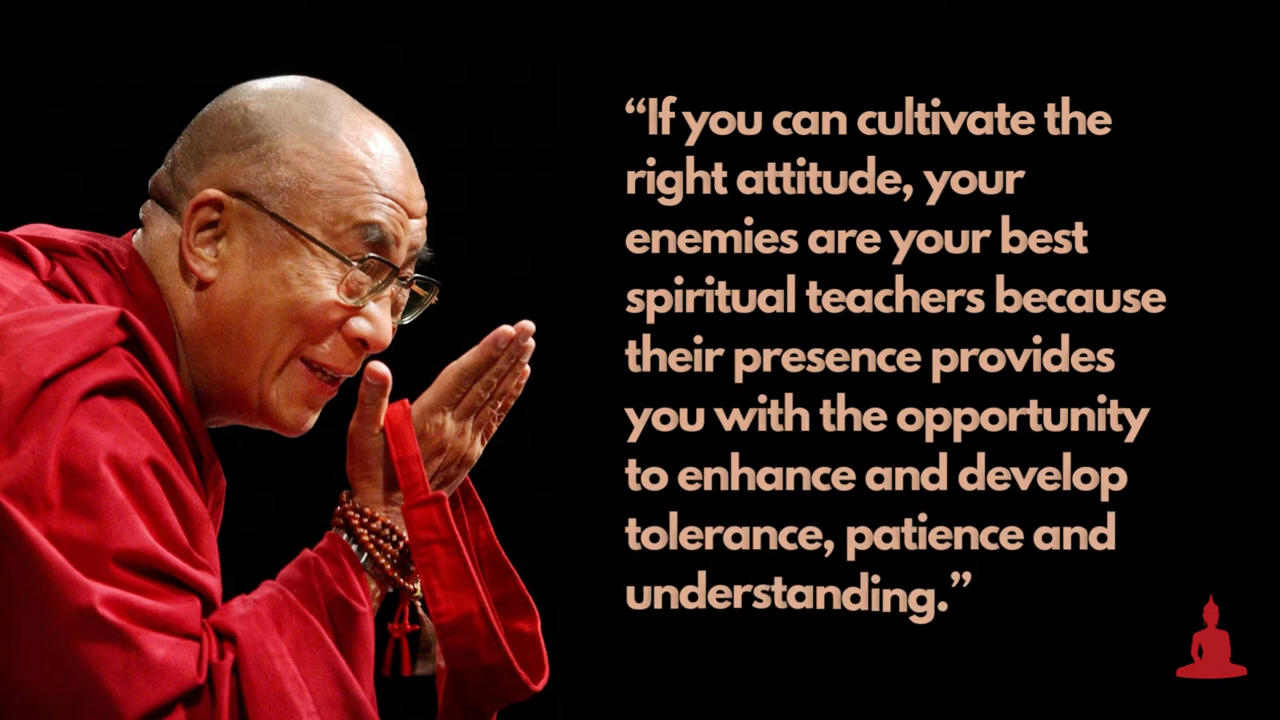 “If you can cultivate the
right attitude, your
enemies are your best
spiritual teachers because
their presence provides
you with the opportunity
to enhance and develop
tolerance, patience and
understanding.”